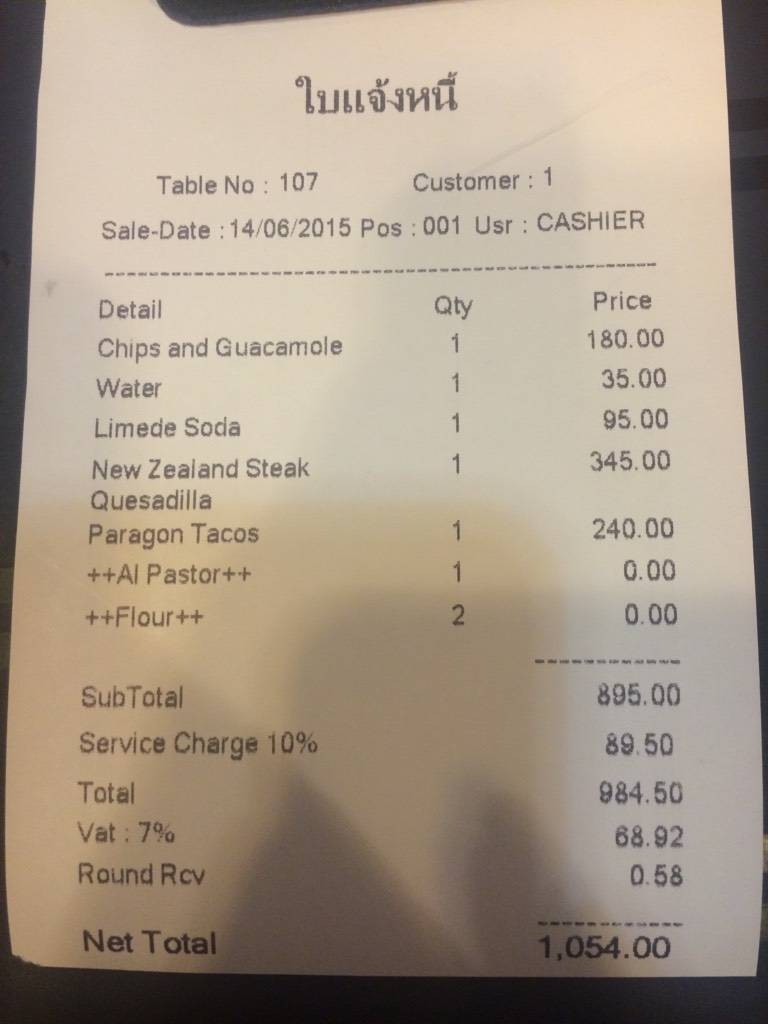 ใบแจ้งหนี้
Table No : 107 Customer : 1
Sale-Date : 14/06/2015 Pos : 001 Usr : CASHIER
Detail Qty Price
Chips and Guacamole 1 180.00
Water 1 35.00
Limede Soda 1 95.00
New Zealand Steak 1 345.00
Quesadilla
Paragon Tacos 1 240.00
++Al Pastor++ 1 0.00
++Flour++ 2 0.00
SubTotal 895.00
Service Charge 10% 89.50
Total 984.50
Vat : 7% 68.92
Round Rcv 0.58
Net Total 1,054.00